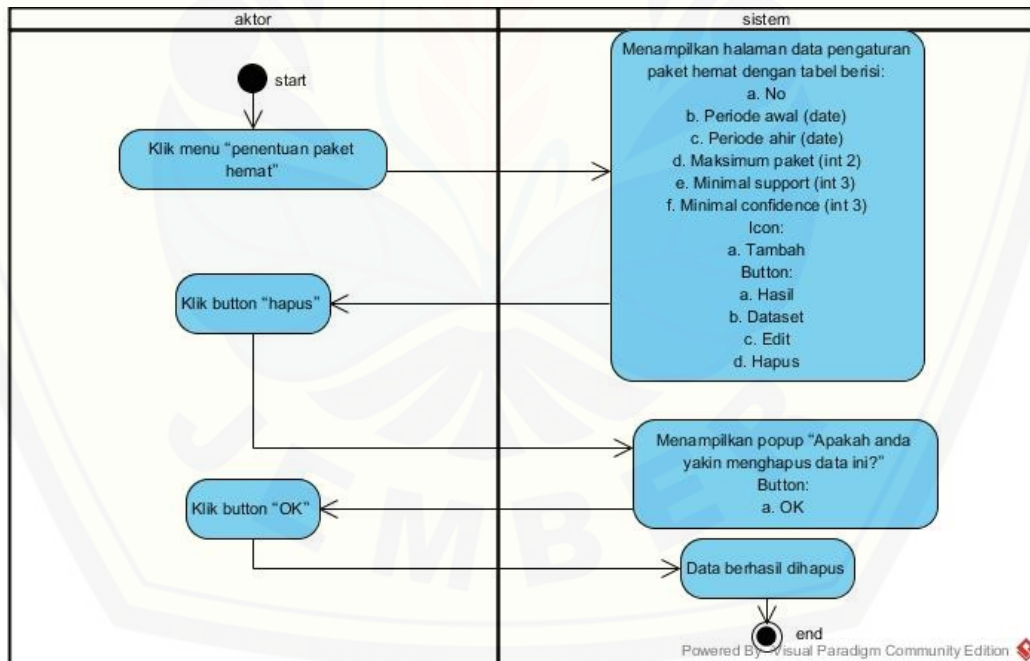 aktor
sistem
start
Klik menu "penentuan paket
hemat"
Menampilkan halaman data pengaturan
paket hemat dengan tabel berisi:
a. No
b. Periode awal (date)
c. Periode ahir (date)
d. Maksimum paket (int 2)
e. Minimal support (int 3)
f. Minimal confidence (int 3)
Icon:
a. Tambah
Button:
a. Hasil
b. Dataset
c. Edit
d. Hapus
Klik button "hapus"
Menampilkan popup "Apakah anda
yakin menghapus data ini?"
Button:
a. OK
Klik button "OK"
Data berhasil dihapus
end
Powered By Visual Paradigm Community Edition
JEMBER